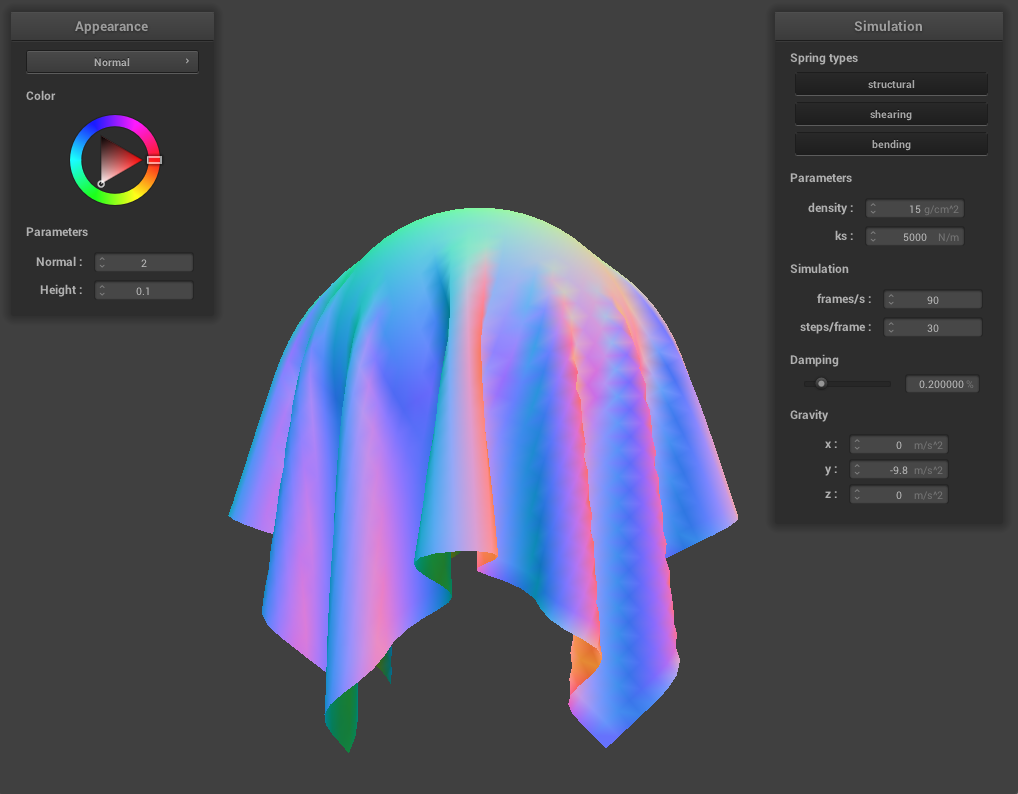 Appearance
Normal ›
Color
Parameters
Normal : 2
Height : 0.1
Simulation
Spring types
structural
shearing
bending
Parameters
density : 15 g/cm^2
ks : 5000 N/m
Simulation
frames/s : 90
steps/frame : 30
Damping
0.200000 %
Gravity
x : 0 m/s^2
y : -9.8 m/s^2
z : 0 m/s^2